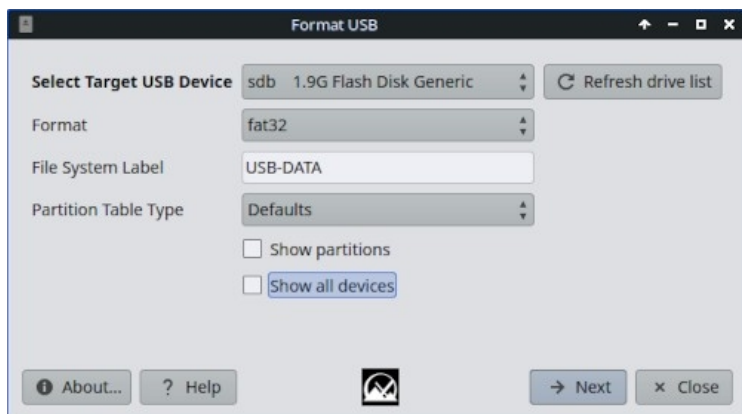 Format USB
Select Target USB Device sdb 1.9G Flash Disk Generic Refresh drive list
Format fat32
File System Label USB-DATA
Partition Table Type Defaults
Show partitions
Show all devices
About... ? Help Next Close